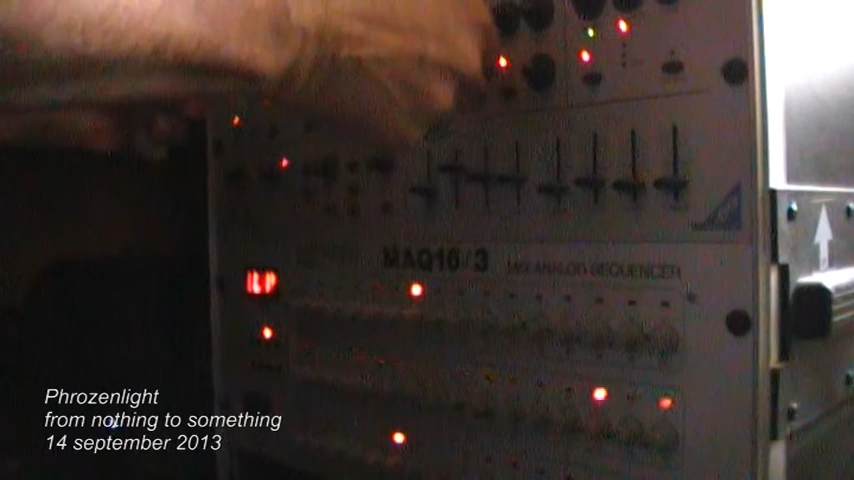 MAQ16/3 MIDI ANALOG SEQUENCER
Phrozenlight
from nothing to something
14 september 2013